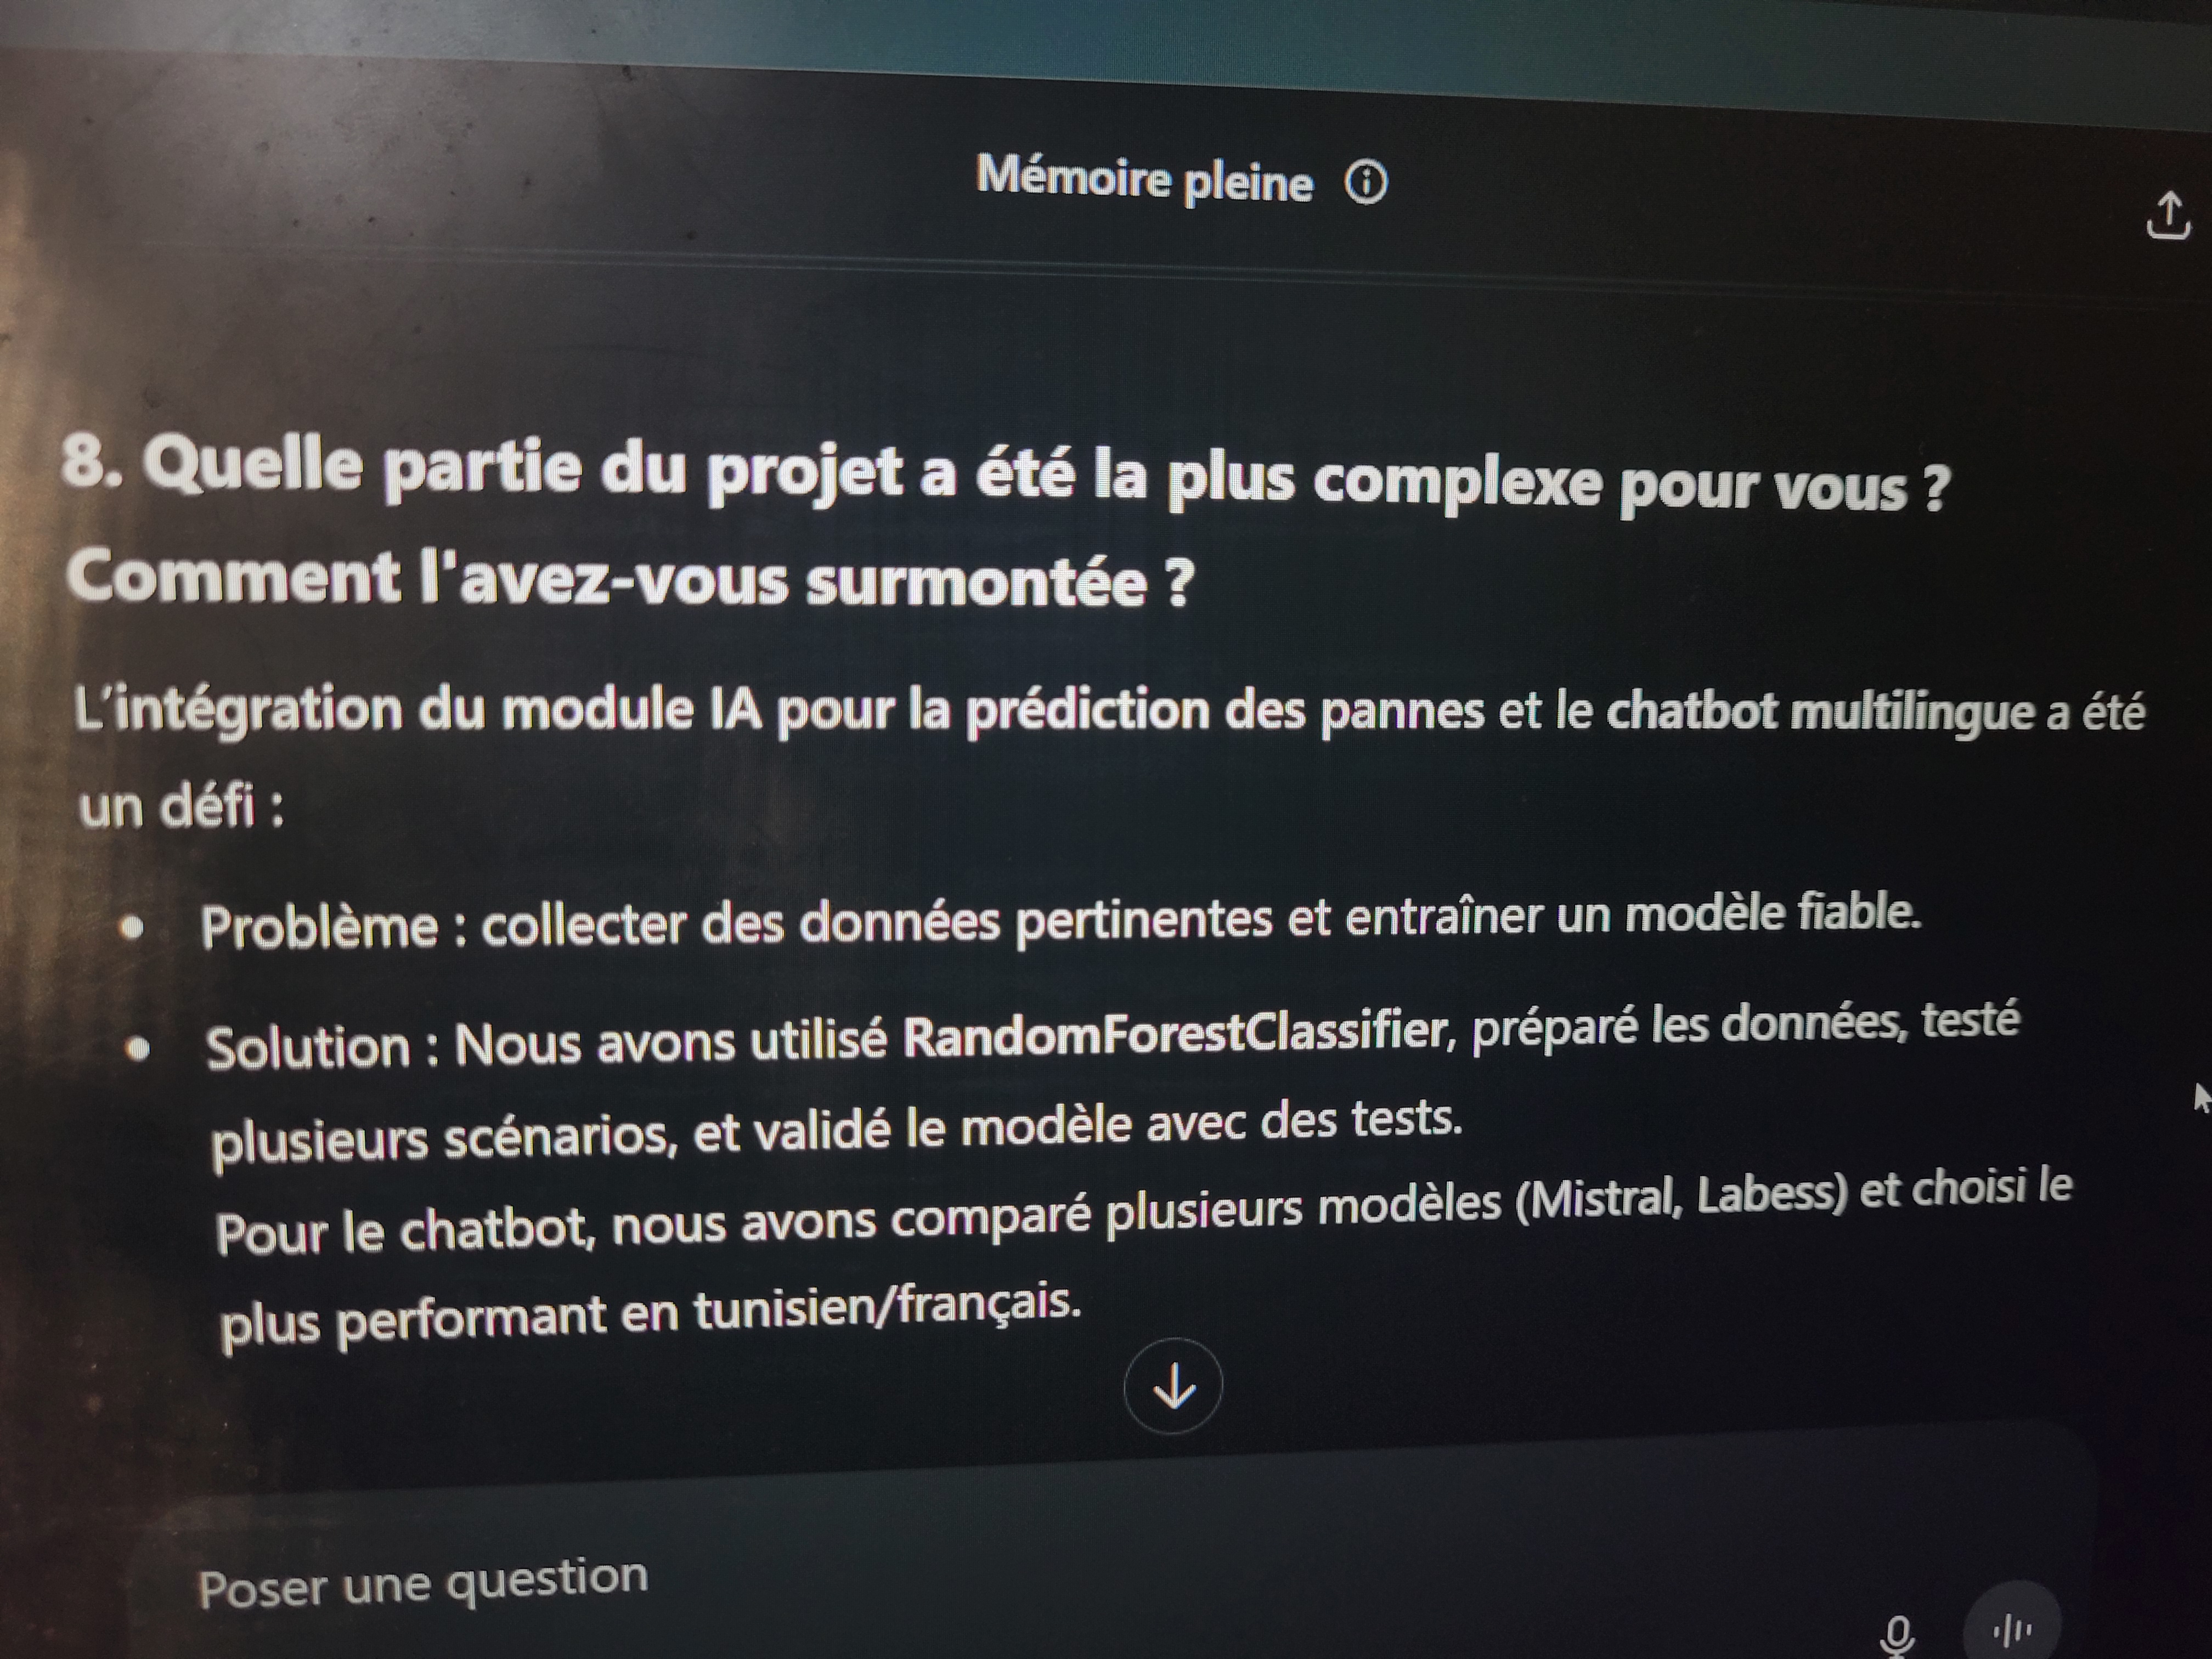 Mémoire pleine
8. Quelle partie du projet a été la plus complexe pour vous ?
Comment l'avez-vous surmontée ?
L’intégration du module IA pour la prédiction des pannes et le chatbot multilingue a été
un défi :
• Problème : collecter des données pertinentes et entraîner un modèle fiable.
• Solution : Nous avons utilisé RandomForestClassifier, préparé les données, testé
plusieurs scénarios, et validé le modèle avec des tests.
Pour le chatbot, nous avons comparé plusieurs modèles (Mistral, Labess) et choisi le
plus performant en tunisien/français.
Poser une question